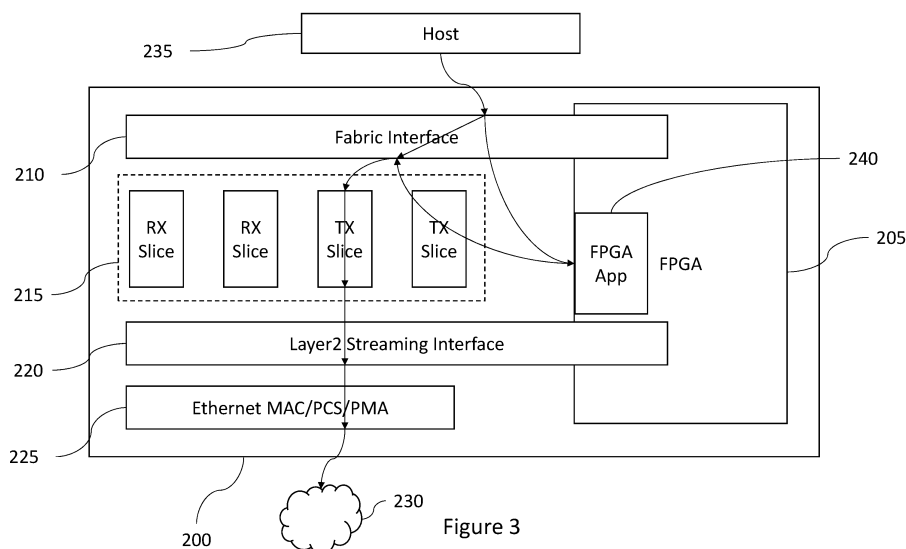 Host
235
Fabric Interface
210
240
RX
Slice
RX
Slice
TX
Slice
TX
Slice
FPGA
App
FPGA
205
215
Layer2 Streaming Interface
220
Ethernet MAC/PCS/PMA
225
230
200
Figure 3